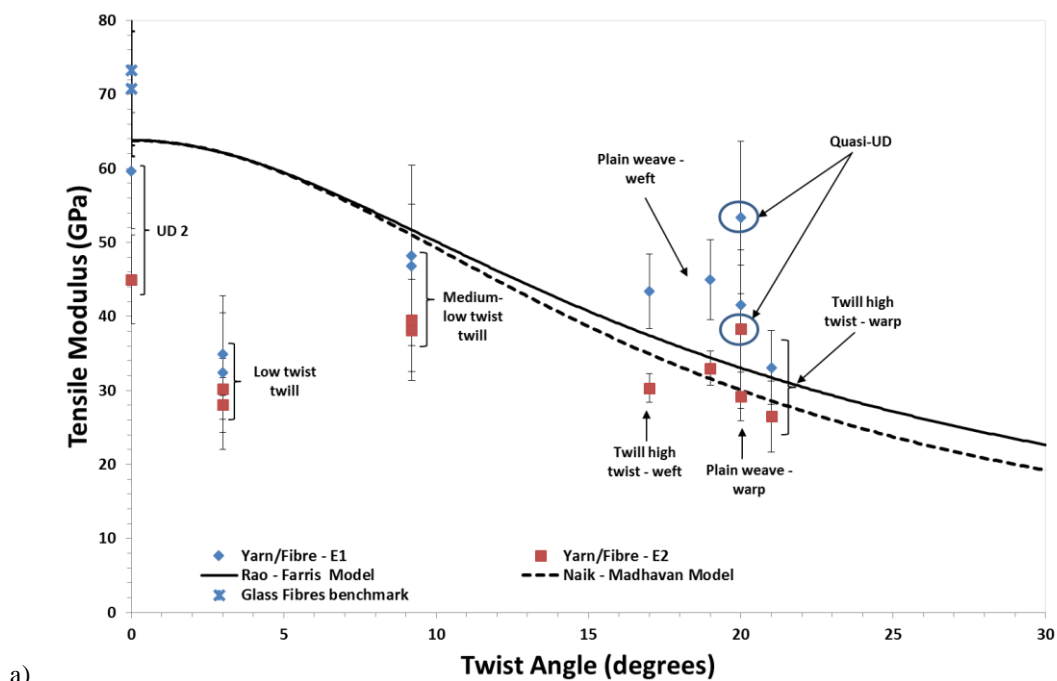 80
70
60
50
40
30
20
10
0
Tensile Modulus (GPa)
UD 2
Low twist
twill
Medium-
low twist
twill
Plain weave -
weft
Quasi-UD
Twill high
twist - warp
Twill high
twist - weft
Plain weave -
warp
Yarn/Fibre - E1
Yarn/Fibre - E2
Rao - Farris Model
Naik - Madhavan Model
Glass Fibres benchmark
0 5 10 15 20 25 30
Twist Angle (degrees)
a)